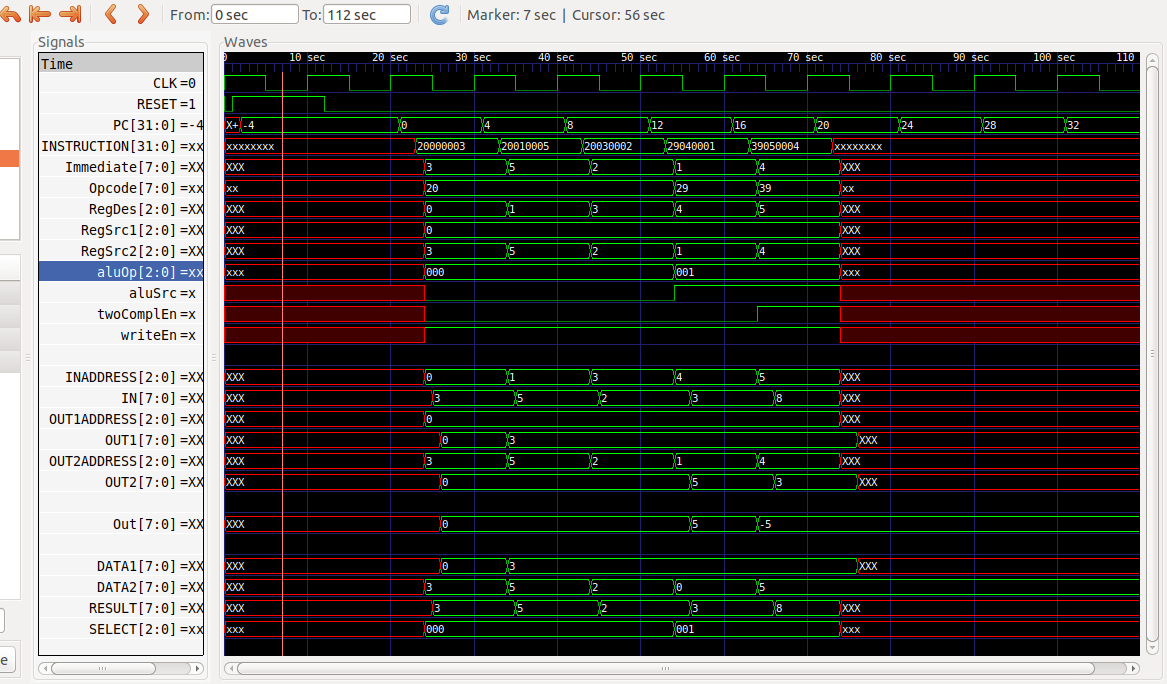 From: 0 sec To: 112 sec Marker: 7 sec | Cursor: 56 sec
Signals Waves
Time 0 10 sec 20 sec 30 sec 40 sec 50 sec 60 sec 70 sec 80 sec 90 sec 100 sec 110
CLK =0
RESET =1
PC[31:0] =-4 X+ -4 0 4 8 12 16 20 24 28 32
INSTRUCTION[31:0] =xx xxxxxxxx 20000003 20010005 20030002 29040001 39050004 xxxxxxxx
Immediate[7:0] =XX XXX 3 5 2 1 4 XXX
Opcode[7:0] =xx xx 20 29 39 xx
RegDes[2:0] =XX XXX 0 1 3 4 5 XXX
RegSrc1[2:0] =XX XXX 0 XXX
RegSrc2[2:0] =XX XXX 3 5 2 1 4 XXX
aluOp[2:0] =xx xxx 000 001 xxx
aluSrc =x
twoComplEn =x
writeEn =x
INADDRESS[2:0] =XX XXX 0 1 3 4 5 XXX
IN[7:0] =XX XXX 3 5 2 3 8 XXX
OUT1ADDRESS[2:0] =XX XXX 0 XXX
OUT1[7:0] =XX XXX 0 3 XXX
OUT2ADDRESS[2:0] =XX XXX 3 5 2 1 4 XXX
OUT2[7:0] =XX XXX 0 5 3 XXX
Out[7:0] =XX XXX 0 5 -5
DATA1[7:0] =XX XXX 0 3 XXX
DATA2[7:0] =XX XXX 3 5 2 0 5
RESULT[7:0] =XX XXX 3 5 2 3 8 XXX
SELECT[2:0] =xx xxx 000 001 xxx
e